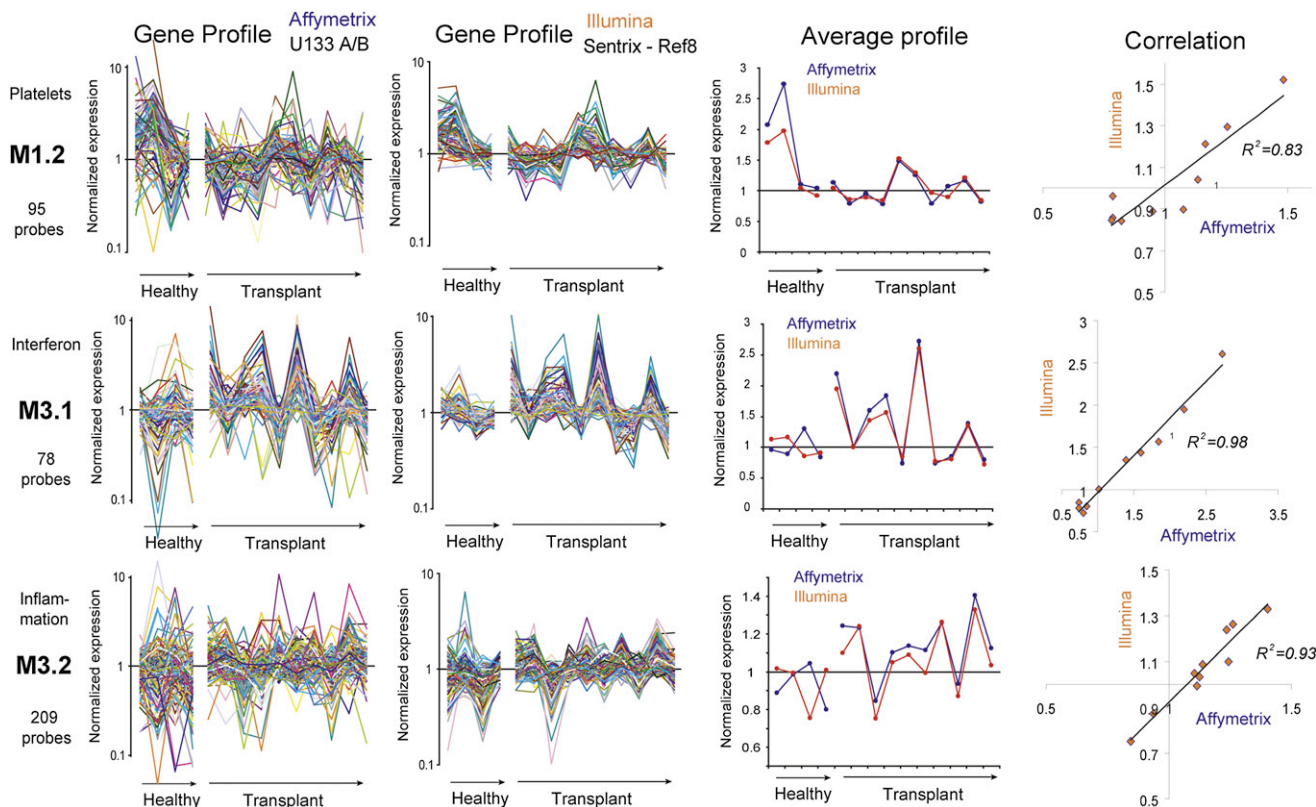 Gene Profile
Affymetrix
U133 A/B
Gene Profile
Illumina
Sentrix - Ref8
Average profile
Correlation
Platelets
M1.2
95
probes
Normalized expression
10
1
0.1
Healthy
Transplant
Normalized expression
10
1
0.1
Healthy
Transplant
Normalized expression
3
2.5
2
1.5
1
0.5
0
Affymetrix
Illumina
Healthy
Transplant
Illumina
1.5
1.3
1.1
0.9
0.7
0.5
0.5
1
1
1.5
R²=0.83
Affymetrix
Interferon
M3.1
78
probes
Normalized expression
10
1
0.1
Healthy
Transplant
Normalized expression
10
1
0.1
Healthy
Transplant
Normalized expression
3
2.5
2
1.5
1
0.5
0
Affymetrix
Illumina
Healthy
Transplant
Illumina
3
2.5
2
1.5
1
0.5
0.5
1
1.5
2.5
3.5
R²=0.98
Affymetrix
Inflam-
mation
M3.2
209
probes
Normalized expression
10
1
0.1
Healthy
Transplant
Normalized expression
10
1
0.1
Healthy
Transplant
Normalized expression
1.6
1.4
1.2
1
0.8
0.6
Affymetrix
Illumina
Healthy
Transplant
Illumina
1.5
1.3
1.1
0.9
0.7
0.5
0.5
1
1.5
R²=0.93
Affymetrix